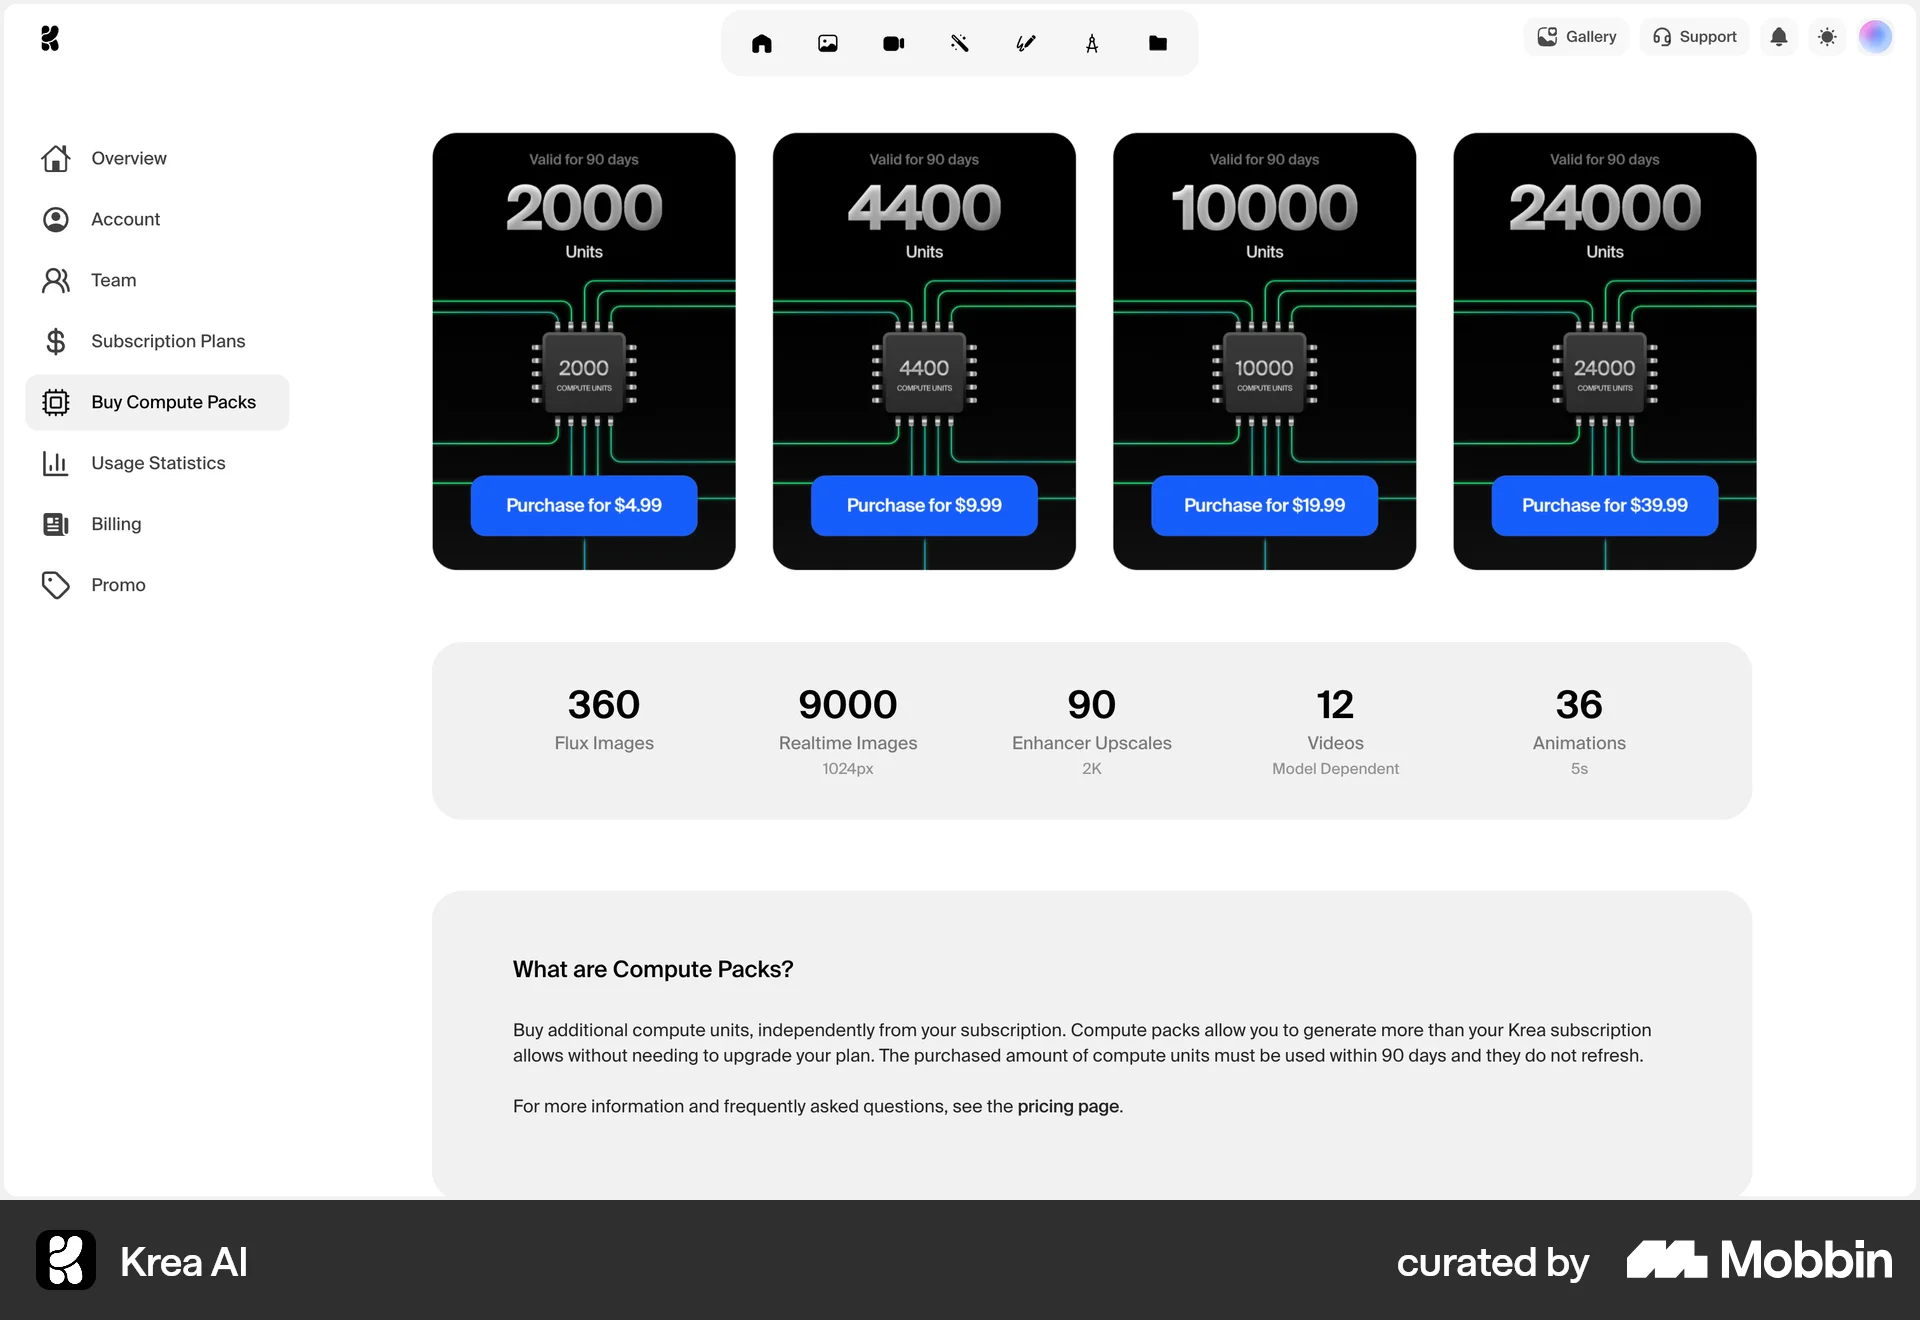 Gallery
Support
Overview
Account
Team
Subscription Plans
Buy Compute Packs
Usage Statistics
Billing
Promo
Valid for 90 days
2000
Units
2000
COMPUTE UNITS
Purchase for $4.99
Valid for 90 days
4400
Units
4400
COMPUTE UNITS
Purchase for $9.99
Valid for 90 days
10000
Units
10000
COMPUTE UNITS
Purchase for $19.99
Valid for 90 days
24000
Units
24000
COMPUTE UNITS
Purchase for $39.99
360
Flux Images
9000
Realtime Images
1024px
90
Enhancer Upscales
2K
12
Videos
Model Dependent
36
Animations
5s
What are Compute Packs?
Buy additional compute units, independently from your subscription. Compute packs allow you to generate more than your Krea subscription
allows without needing to upgrade your plan. The purchased amount of compute units must be used within 90 days and they do not refresh.
For more information and frequently asked questions, see the pricing page.
Krea AI
curated by
Mobbin